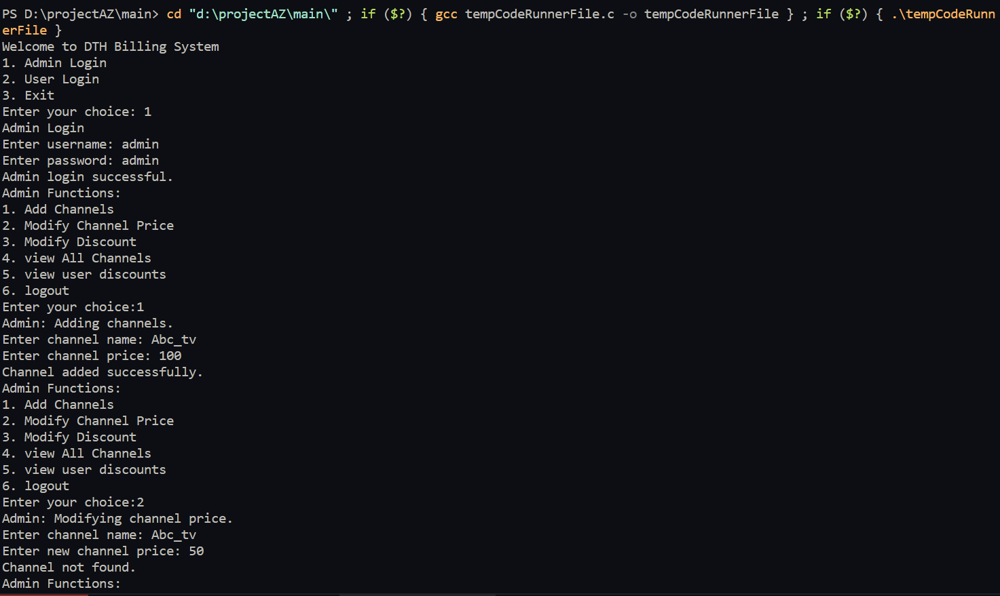 PS D:\projectAZ\main> cd "d:\projectAZ\main\" ; if ($?) { gcc tempCodeRunnerFile.c -o tempCodeRunnerFile } ; if ($?) { .\tempCodeRunn
erFile }
Welcome to DTH Billing System
1. Admin Login
2. User Login
3. Exit
Enter your choice: 1
Admin Login
Enter username: admin
Enter password: admin
Admin login successful.
Admin Functions:
1. Add Channels
2. Modify Channel Price
3. Modify Discount
4. view All Channels
5. view user discounts
6. logout
Enter your choice:1
Admin: Adding channels.
Enter channel name: Abc_tv
Enter channel price: 100
Channel added successfully.
Admin Functions:
1. Add Channels
2. Modify Channel Price
3. Modify Discount
4. view All Channels
5. view user discounts
6. logout
Enter your choice:2
Admin: Modifying channel price.
Enter channel name: Abc_tv
Enter new channel price: 50
Channel not found.
Admin Functions: